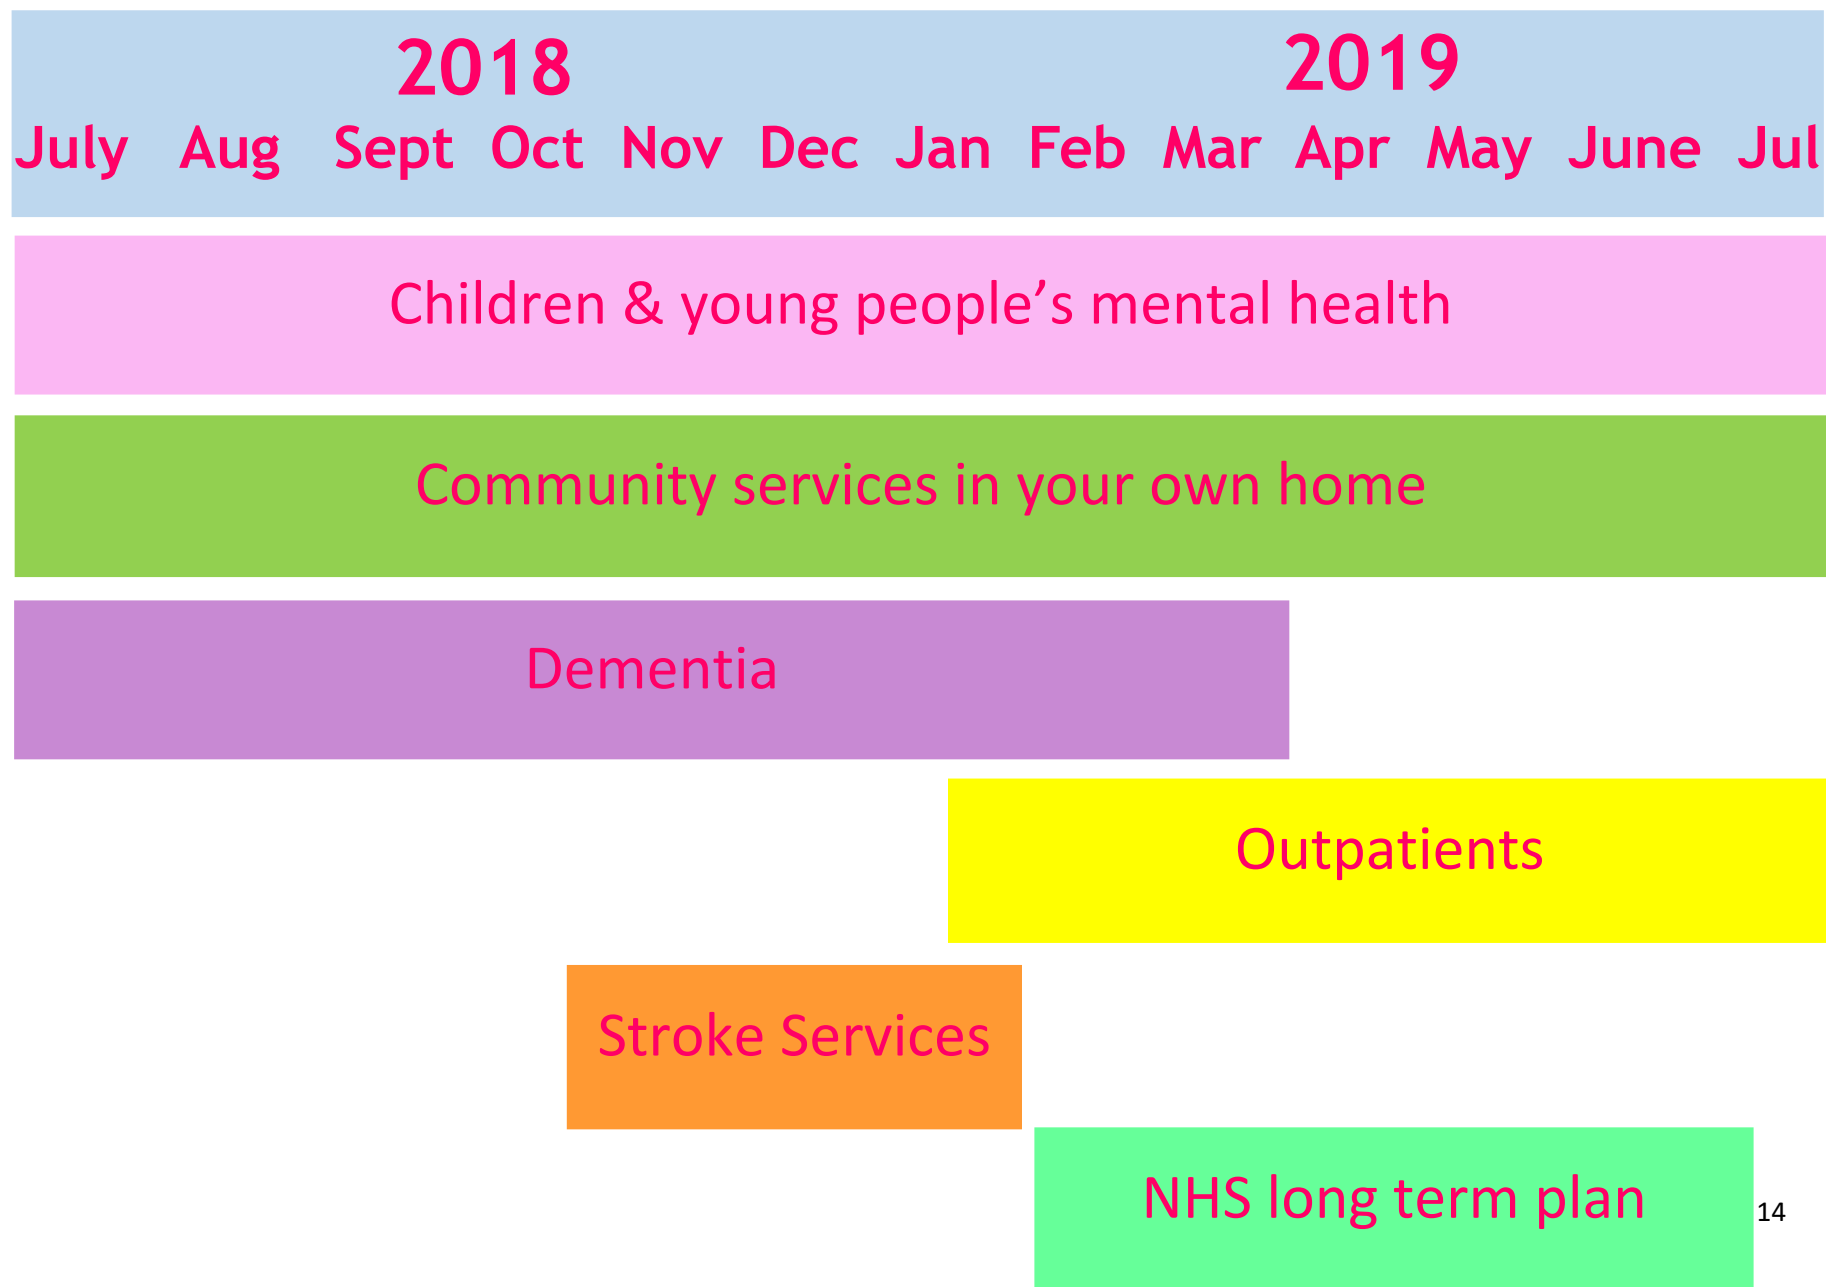 2018 2019
July Aug Sept Oct Nov Dec Jan Feb Mar Apr May June Jul
Children & young people’s mental health
Community services in your own home
Dementia
Outpatients
Stroke Services
NHS long term plan
14